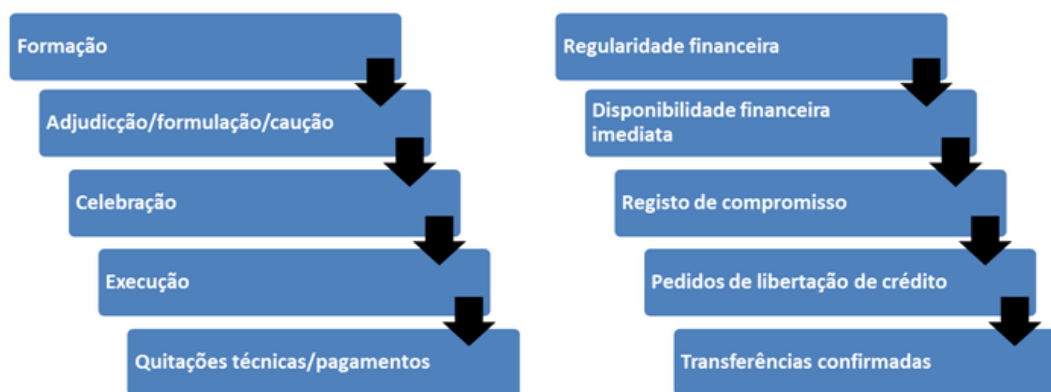 Formação
Adjudicção/formulação/caução
Celebração
Execução
Quitações técnicas/pagamentos
Regularidade financeira
Disponibilidade financeira
imediata
Registo de compromisso
Pedidos de libertação de crédito
Transferências confirmadas